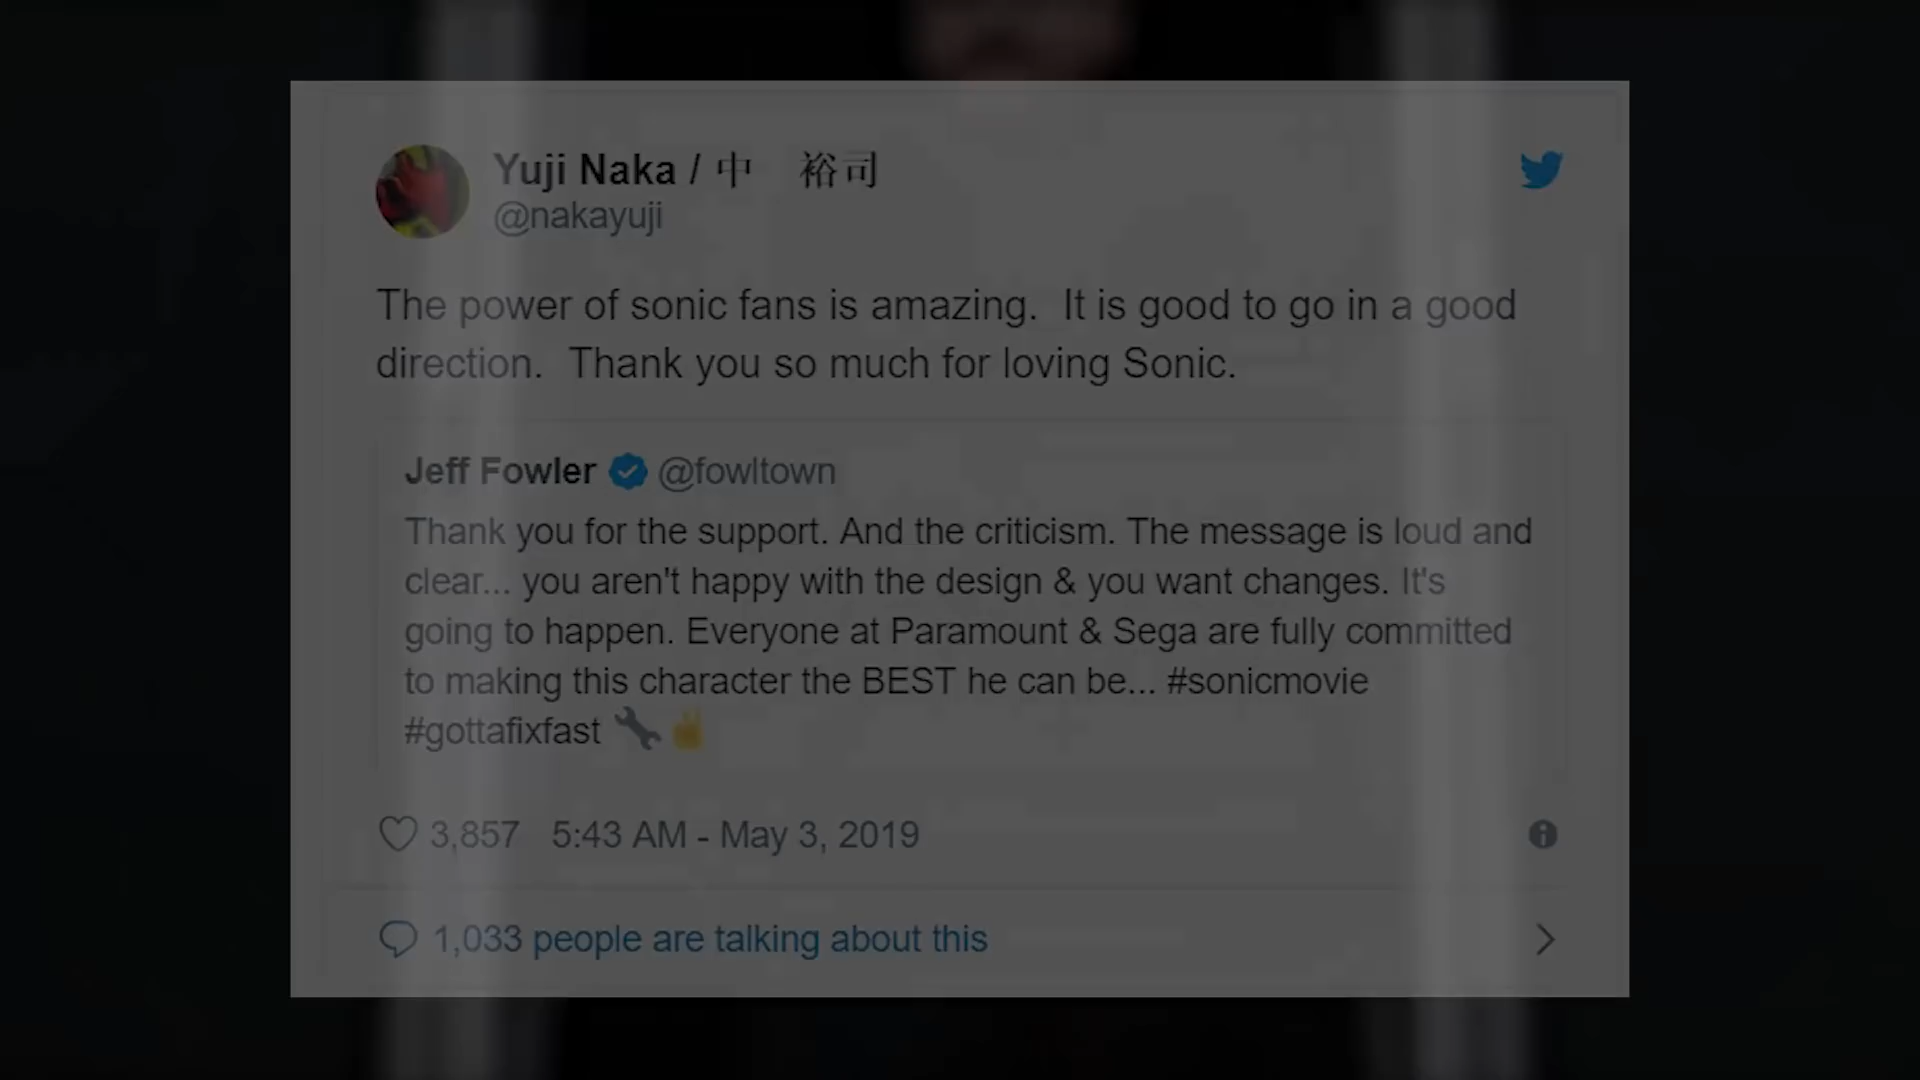 Yuji Naka / 中　裕司
@nakayuji
The power of sonic fans is amazing.  It is good to go in a good
direction.  Thank you so much for loving Sonic.
Jeff Fowler @fowltown
Thank you for the support. And the criticism. The message is loud and
clear... you aren't happy with the design & you want changes. It's
going to happen. Everyone at Paramount & Sega are fully committed
to making this character the BEST he can be... #sonicmovie
#gottafixfast 🔧✌
3,857 5:43 AM - May 3, 2019
1,033 people are talking about this